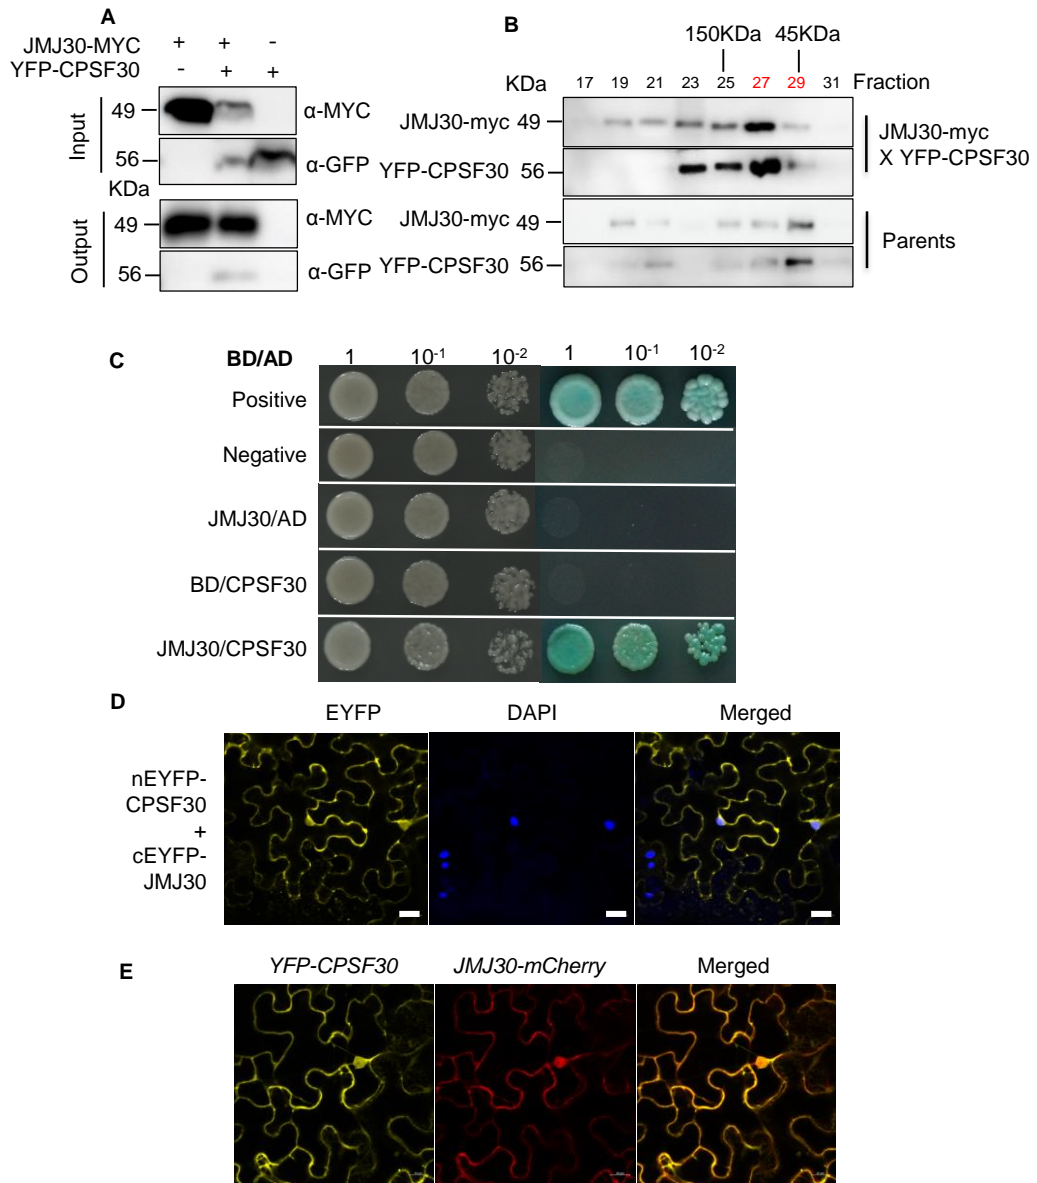 A
JMJ30-MYC + + -
YFP-CPSF30 - + +
Input
49 α-MYC
56 α-GFP
KDa
Output
49 α-MYC
56 α-GFP
B
150KDa 45KDa
KDa 17 19 21 23 25 27 29 31 Fraction
JMJ30-myc 49
YFP-CPSF30 56
JMJ30-myc
X YFP-CPSF30
JMJ30-myc 49
YFP-CPSF30 56
Parents
C
BD/AD 1 10-1 10-2 1 10-1 10-2
Positive
Negative
JMJ30/AD
BD/CPSF30
JMJ30/CPSF30
D
EYFP DAPI Merged
nEYFP-
CPSF30
+
cEYFP-
JMJ30
E
YFP-CPSF30 JMJ30-mCherry Merged